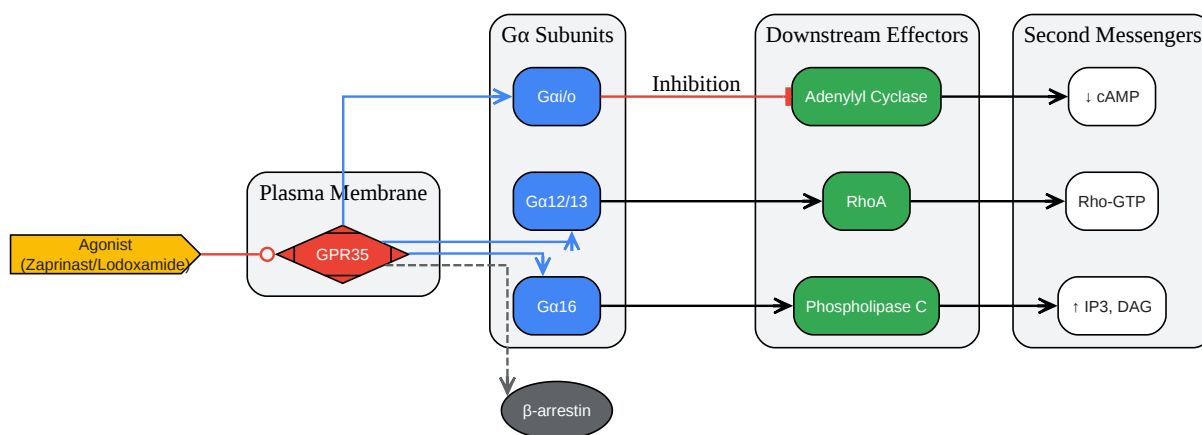 Gα Subunits
Downstream Effectors
Second Messengers
Gαi/o
Inhibition
Adenylyl Cyclase
↓ cAMP
Plasma Membrane
Gα12/13
RhoA
Rho-GTP
Agonist
(Zaprinast/Lodoxamide)
GPR35
Gα16
Phospholipase C
↑ IP3, DAG
β-arrestin